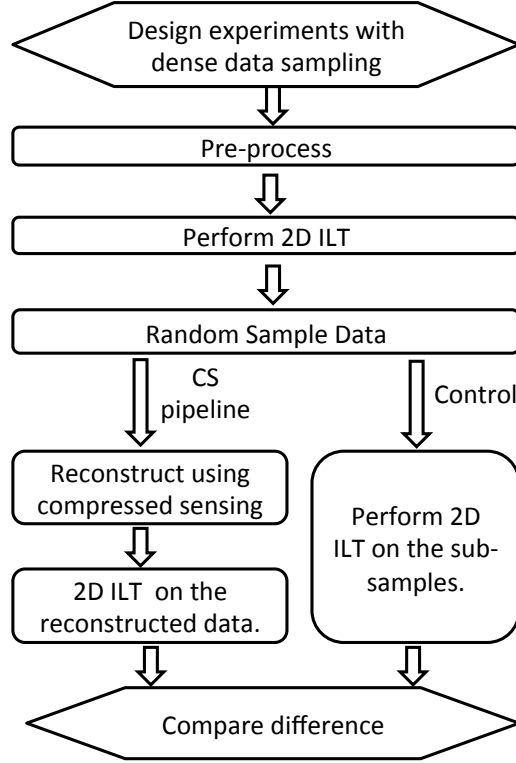 Design experiments with
dense data sampling
Pre-process
Perform 2D ILT
Random Sample Data
CS
pipeline
Control
Reconstruct using
compressed sensing
2D ILT on the
reconstructed data.
Perform 2D
ILT on the sub-
samples.
Compare difference